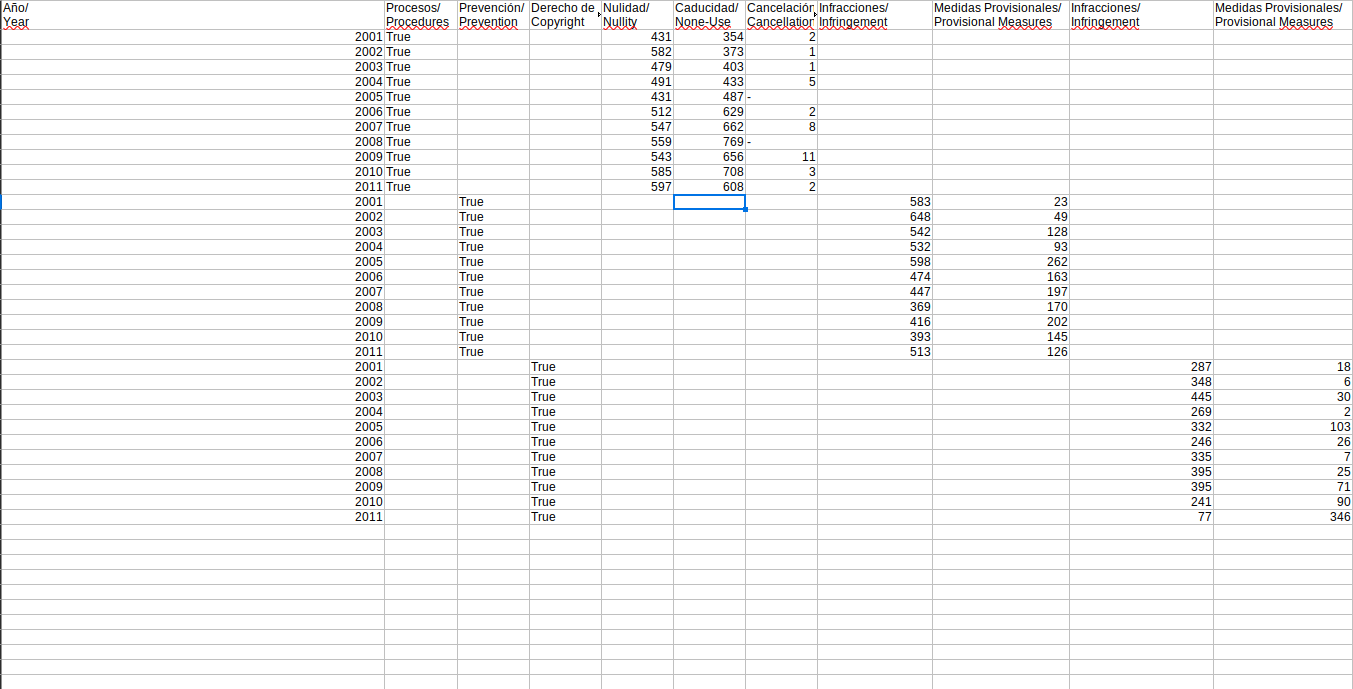 Año/ Procesos/ Prevención/ Derecho de Nulidad/ Caducidad/ Cancelación Infracciones/ Medidas Provisionales/ Infracciones/ Medidas Provisionales/
Year Procedures Prevention Copyright Nullity None-Use Cancellation Infringement Provisional Measures Infringement Provisional Measures
2001 True 431 354 2
2002 True 582 373 1
2003 True 479 403 1
2004 True 491 433 5
2005 True 431 487 -
2006 True 512 629 2
2007 True 547 662 8
2008 True 559 769 -
2009 True 543 656 11
2010 True 585 708 3
2011 True 597 608 2
2001 True 583 23
2002 True 648 49
2003 True 542 128
2004 True 532 93
2005 True 598 262
2006 True 474 163
2007 True 447 197
2008 True 369 170
2009 True 416 202
2010 True 393 145
2011 True 513 126
2001 True 287 18
2002 True 348 6
2003 True 445 30
2004 True 269 2
2005 True 332 103
2006 True 246 26
2007 True 335 7
2008 True 395 25
2009 True 395 71
2010 True 241 90
2011 True 77 346